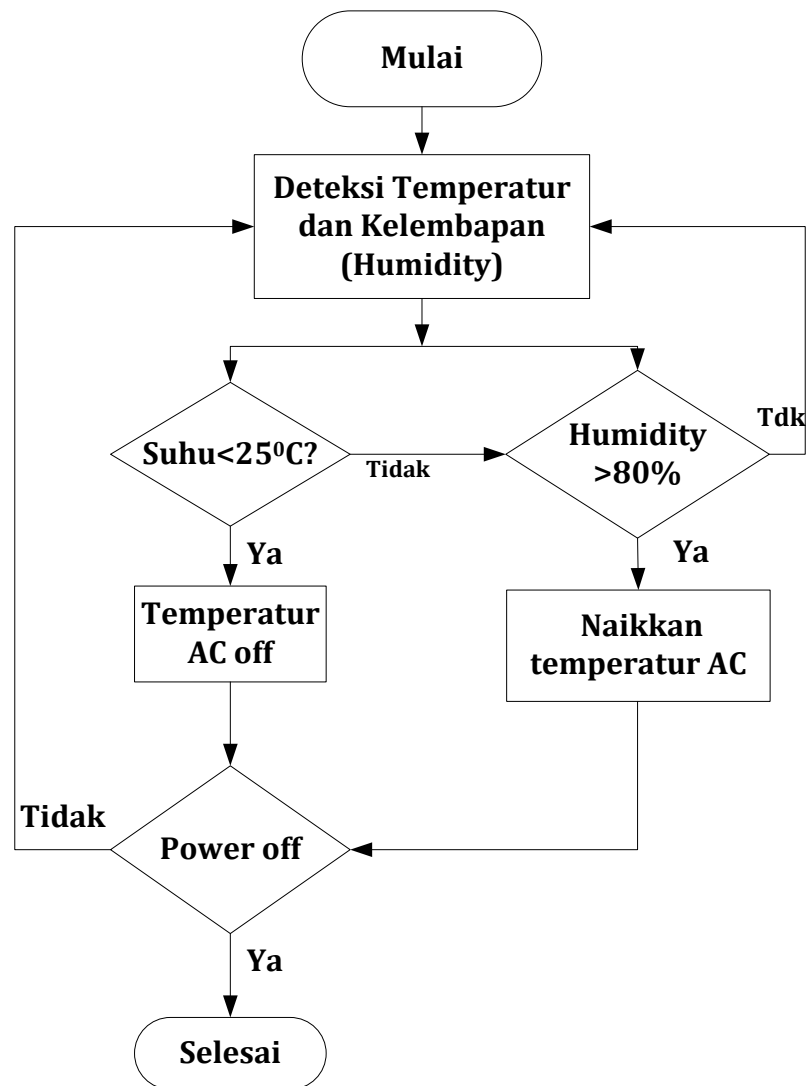 Mulai
Deteksi Temperatur
dan Kelembapan
(Humidity)
Suhu<25⁰C?
Tidak
Humidity
>80%
Tdk
Ya
Temperatur
AC off
Ya
Naikkan
temperatur AC
Tidak
Power off
Ya
Selesai